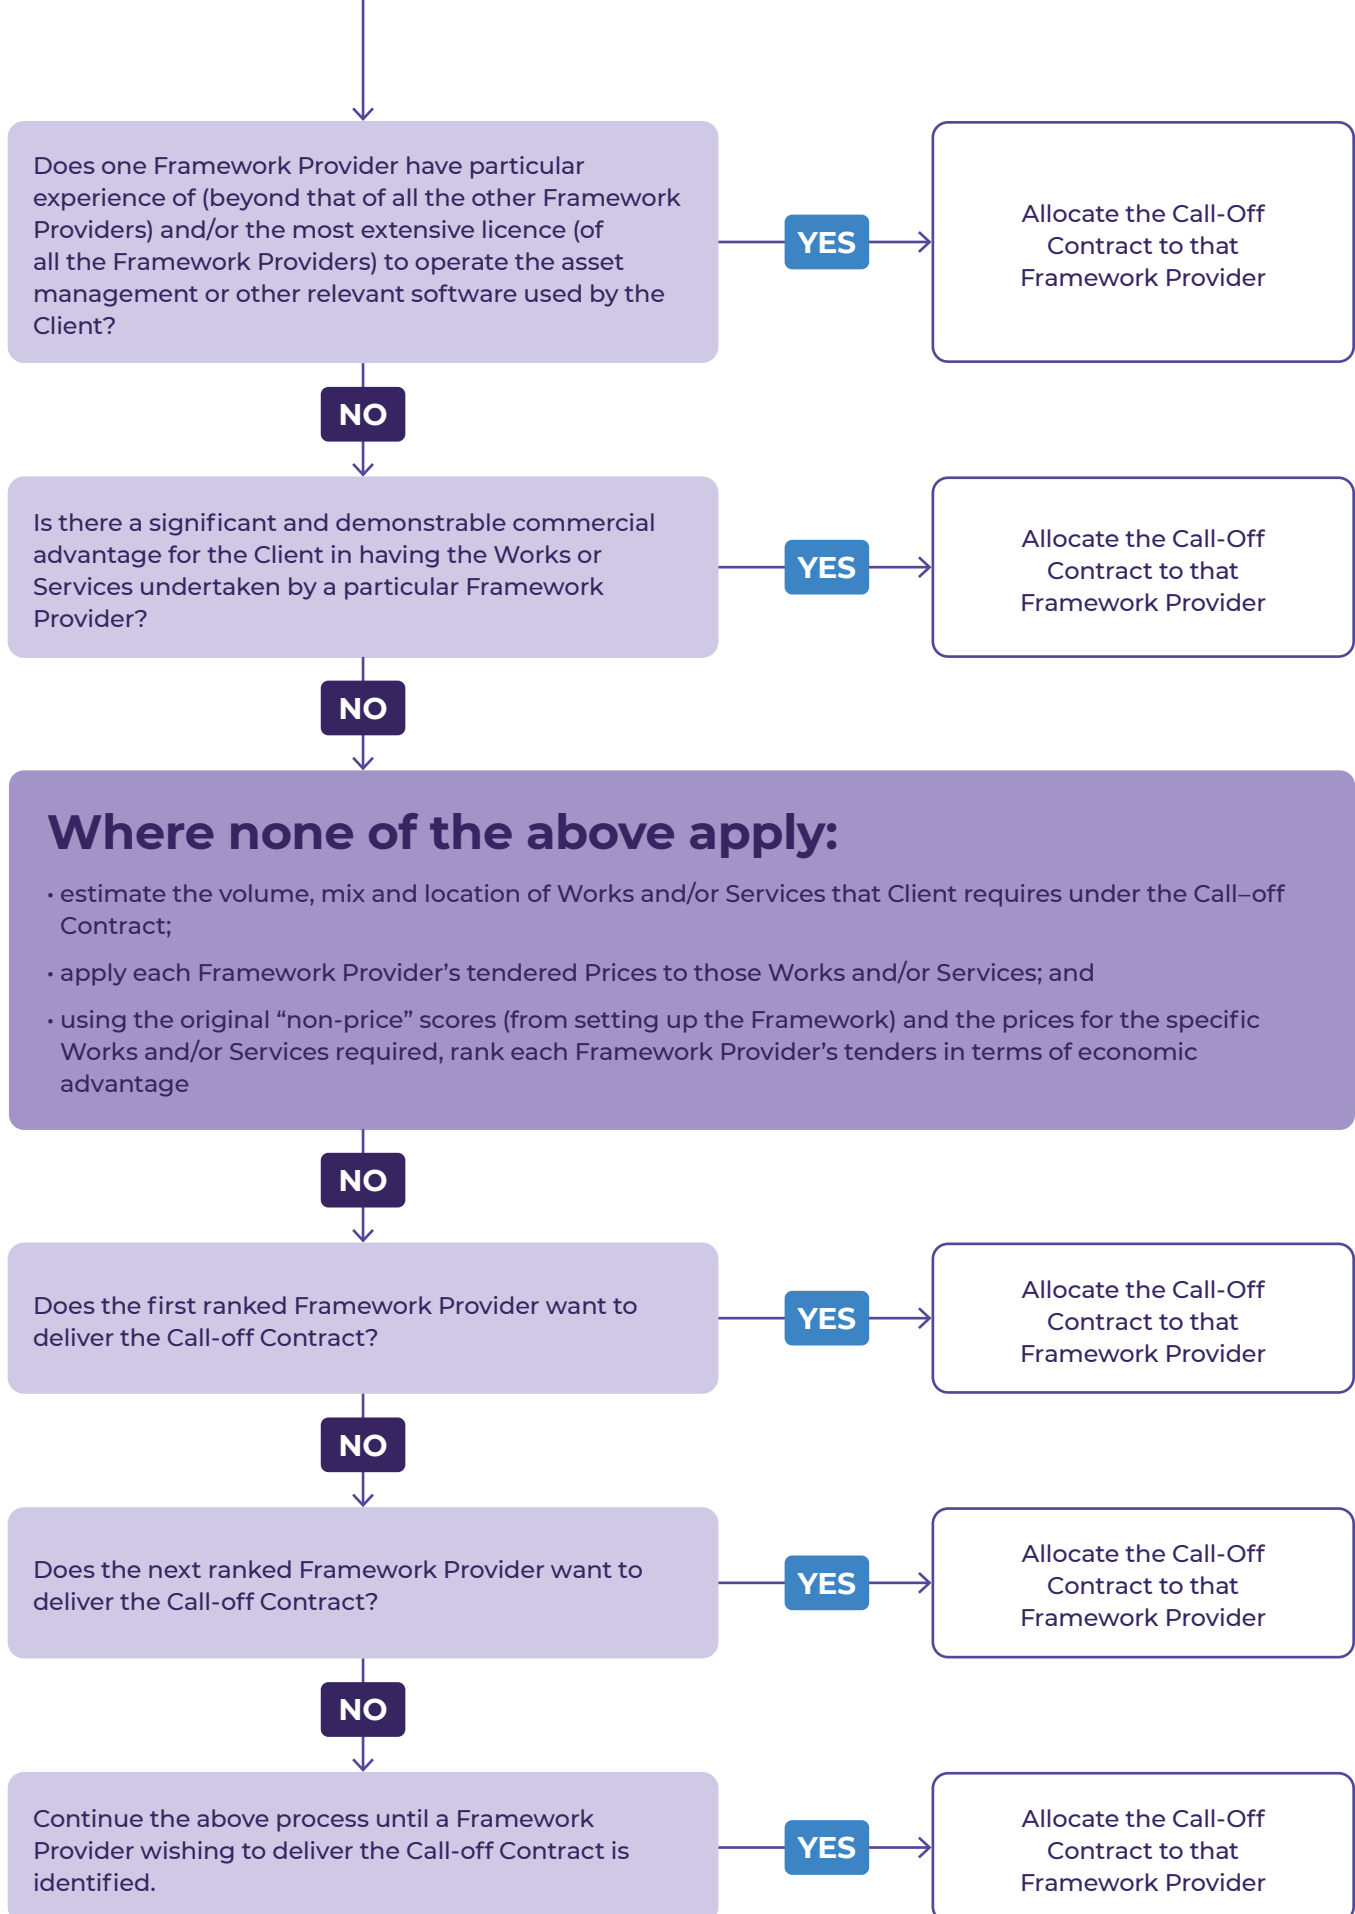 Does one Framework Provider have particular
experience of (beyond that of all the other Framework
Providers) and/or the most extensive licence (of
all the Framework Providers) to operate the asset
management or other relevant software used by the
Client?
YES
Allocate the Call-Off
Contract to that
Framework Provider
NO
Is there a significant and demonstrable commercial
advantage for the Client in having the Works or
Services undertaken by a particular Framework
Provider?
YES
Allocate the Call-Off
Contract to that
Framework Provider
NO
Where none of the above apply:
• estimate the volume, mix and location of Works and/or Services that Client requires under the Call–off
Contract;
• apply each Framework Provider’s tendered Prices to those Works and/or Services; and
• using the original “non-price” scores (from setting up the Framework) and the prices for the specific
Works and/or Services required, rank each Framework Provider’s tenders in terms of economic
advantage
NO
Does the first ranked Framework Provider want to
deliver the Call-off Contract?
YES
Allocate the Call-Off
Contract to that
Framework Provider
NO
Does the next ranked Framework Provider want to
deliver the Call-off Contract?
YES
Allocate the Call-Off
Contract to that
Framework Provider
NO
Continue the above process until a Framework
Provider wishing to deliver the Call-off Contract is
identified.
YES
Allocate the Call-Off
Contract to that
Framework Provider